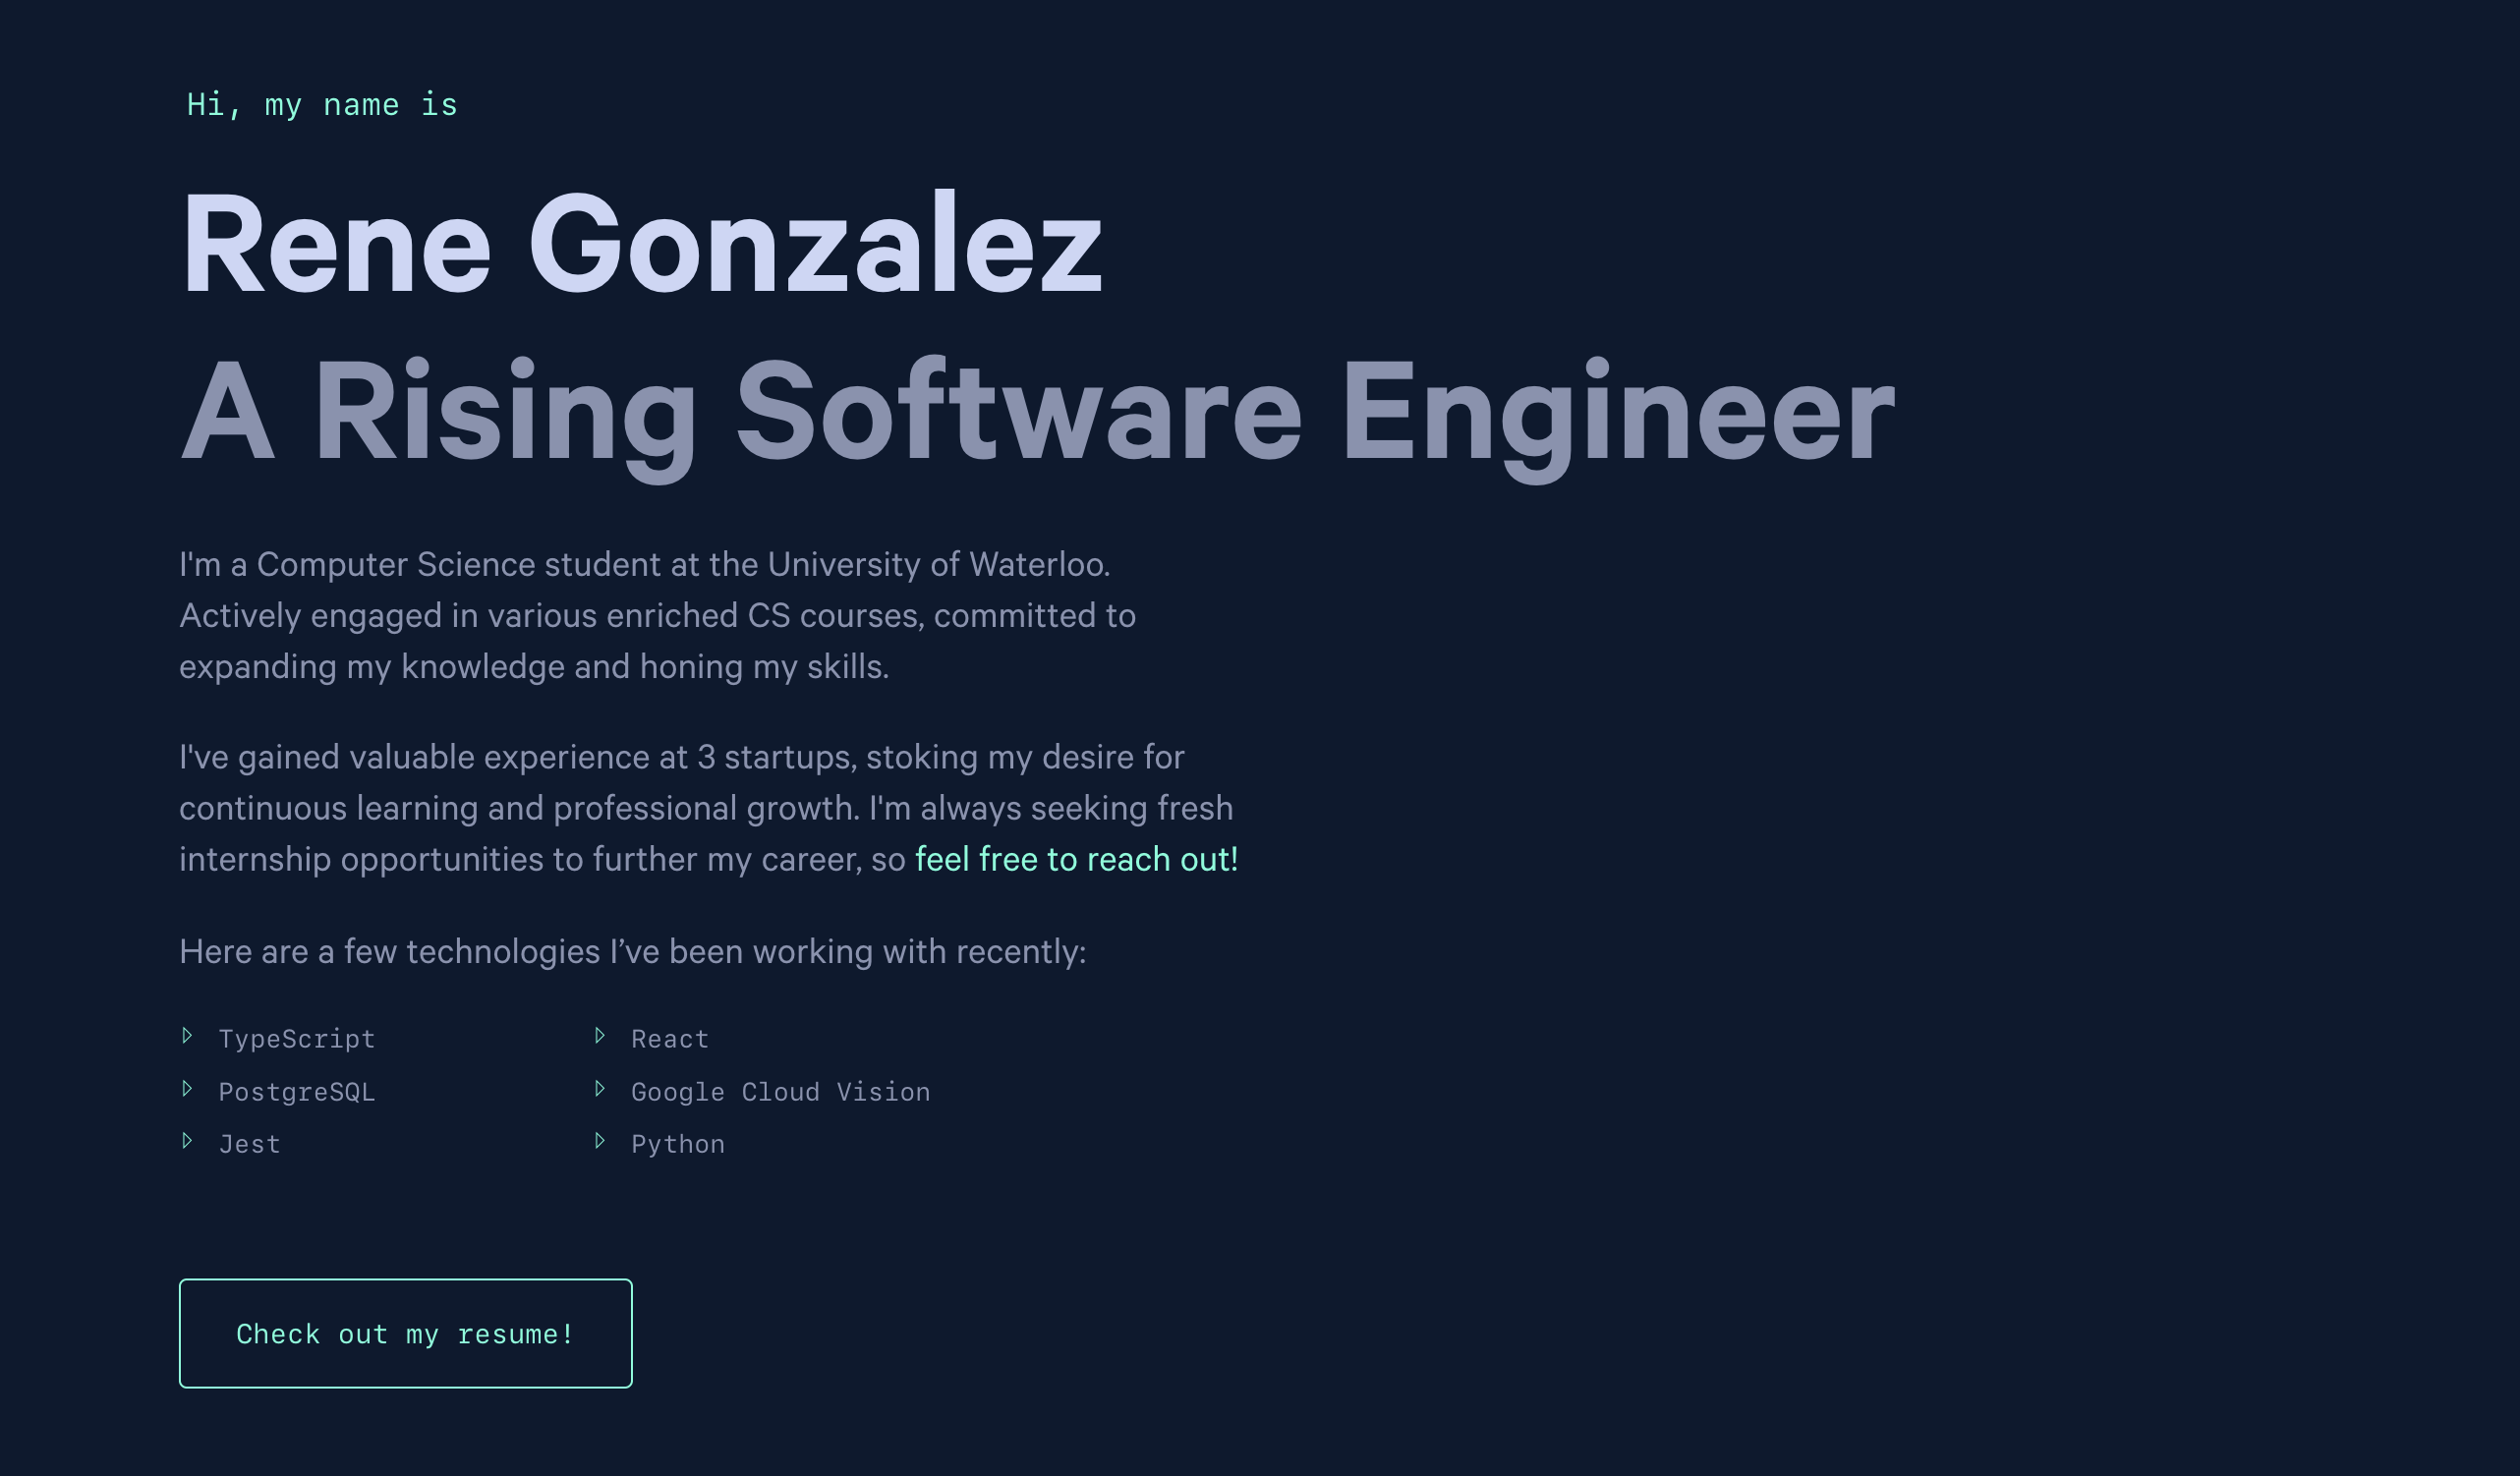 Hi, my name is
Rene Gonzalez
A Rising Software Engineer
I'm a Computer Science student at the University of Waterloo.
Actively engaged in various enriched CS courses, committed to
expanding my knowledge and honing my skills.
I've gained valuable experience at 3 startups, stoking my desire for
continuous learning and professional growth. I'm always seeking fresh
internship opportunities to further my career, so feel free to reach out!
Here are a few technologies I’ve been working with recently:
TypeScript
React
PostgreSQL
Google Cloud Vision
Jest
Python
Check out my resume!